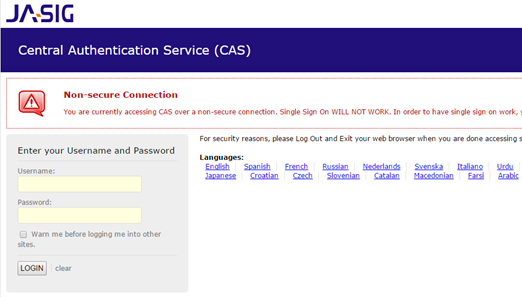 JASIG
Central Authentication Service (CAS)
Non-secure Connection
You are currently accessing CAS over a non-secure connection. Single Sign On WILL NOT WORK. In order to have single sign on work,
For security reasons, please Log Out and Exit your web browser when you are done accessing
Enter your Username and Password
Languages:
English Spanish French Russian Nederlands Svenska Italiano Urdu
Japanese Croatian Czech Slovenian Catalan Macedonian Farsi Arabic
Username:
Password:
Warn me before logging me into other
sites.
LOGIN clear